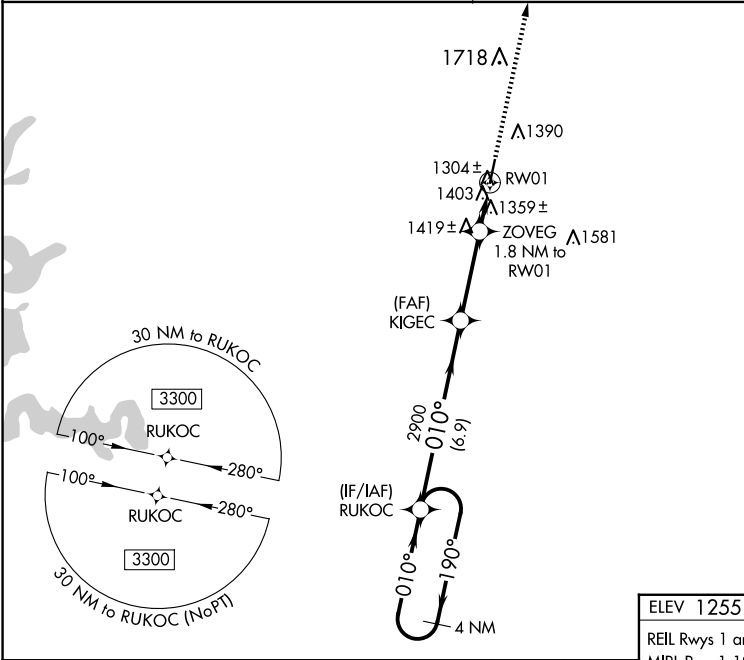 1718
1390
1304±
RW01
1403
1359±
1419±
ZOVEG
1581
1.8 NM to
RW01
(FAF)
KIGEC
30 NM to RUKOC
3300
RUKOC
100°
280°
100°
280°
RUKOC
3300
30 NM to RUKOC (NoPT)
2900
010°
(6.9)
(IF/IAF)
RUKOC
010°
190°
4 NM
ELEV 1255
REIL Rwys 1 an